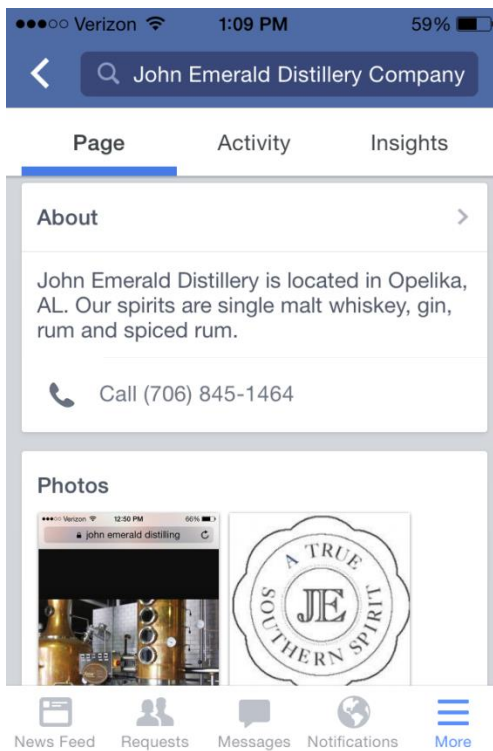 Verizon 1:09 PM 59%
John Emerald Distillery Company
Page Activity Insights
About
John Emerald Distillery is located in Opelika,
AL. Our spirits are single malt whiskey, gin,
rum and spiced rum.
Call (706) 845-1464
Photos
Verizon 12:50 PM 66%
john emerald distilling
A TRUE
SOUTHERN SPIRIT
JE
News Feed Requests Messages Notifications More